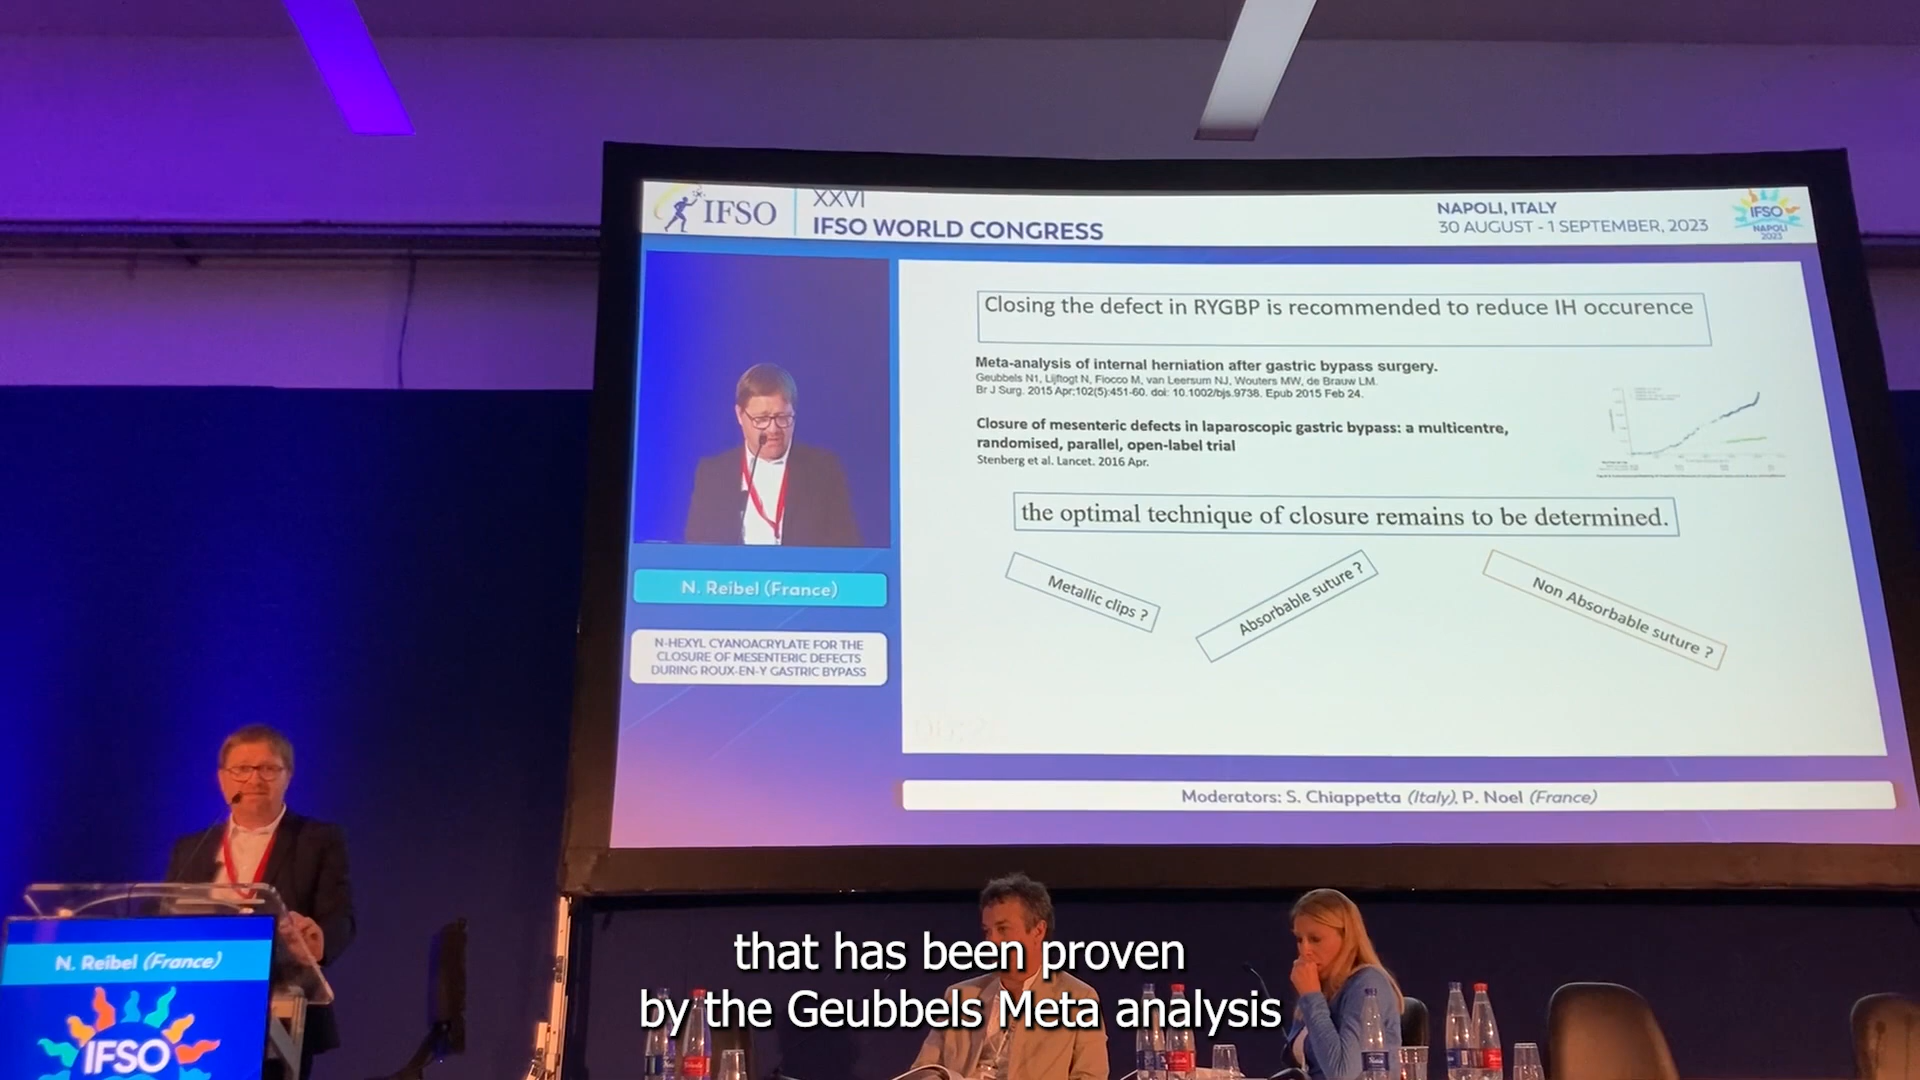 IFSO
XXVI
IFSO WORLD CONGRESS
NAPOLI, ITALY
30 AUGUST - 1 SEPTEMBER, 2023
IFSO
NAPOLI
2023
Closing the defect in RYGBP is recommended to reduce IH occurence
Meta-analysis of internal herniation after gastric bypass surgery.
Geubbels N1, Lijftogt N, Fiocco M, van Leersum NJ, Wouters MW, de Brauw LM.
Br J Surg. 2015 Apr;102(5):451-60. doi: 10.1002/bjs.9738. Epub 2015 Feb 24.
Closure of mesenteric defects in laparoscopic gastric bypass: a multicentre,
randomised, parallel, open-label trial
Stenberg et al. Lancet. 2016 Apr.
the optimal technique of closure remains to be determined.
Metallic clips ?
Absorbable suture ?
Non Absorbable suture ?
N. Reibel (France)
N-HEXYL CYANOACRYLATE FOR THE
CLOSURE OF MESENTERIC DEFECTS
DURING ROUX-EN-Y GASTRIC BYPASS
Moderators: S. Chiappetta (Italy), P. Noel (France)
N. Reibel (France)
IFSO
that has been proven
by the Geubbels Meta analysis